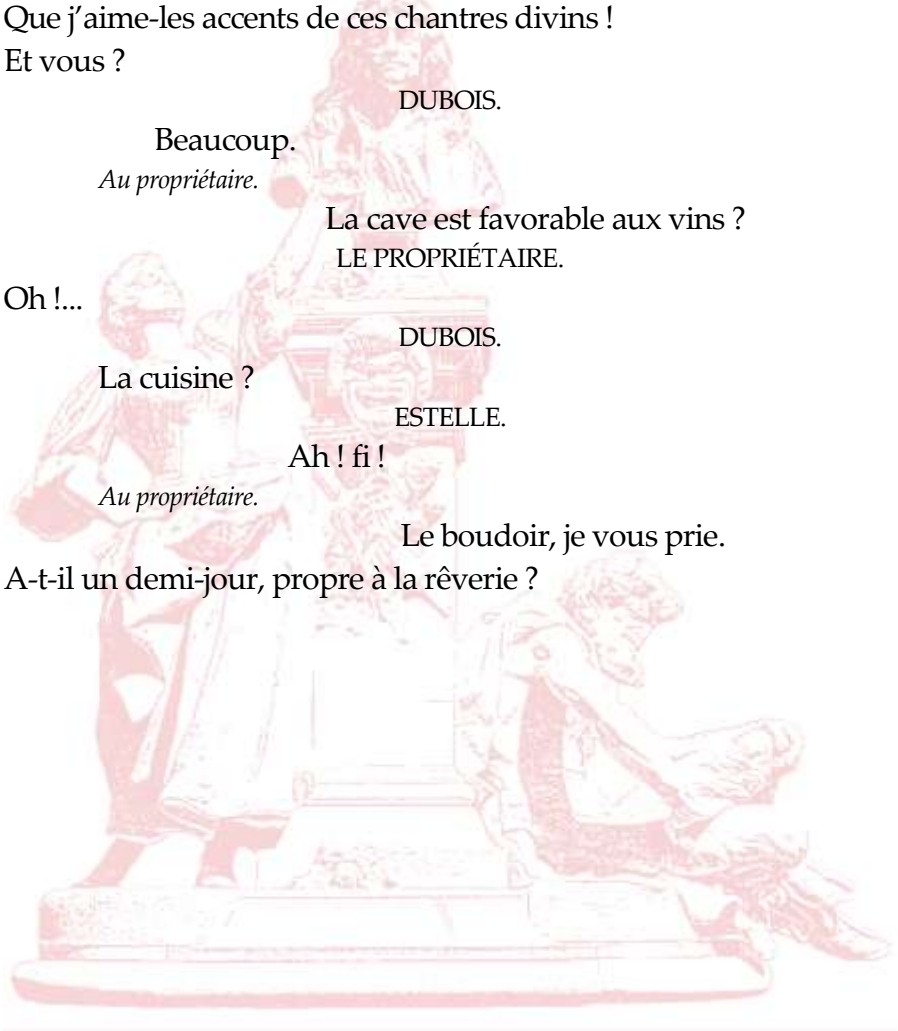 Que j’aime-les accents de ces chantres divins !
Et vous ?
DUBOIS.
Beaucoup.
Au propriétaire.
La cave est favorable aux vins ?
LE PROPRIÉTAIRE.
Oh !...
DUBOIS.
La cuisine ?
ESTELLE.
Ah ! fi !
Au propriétaire.
Le boudoir, je vous prie.
A-t-il un demi-jour, propre à la rêverie ?